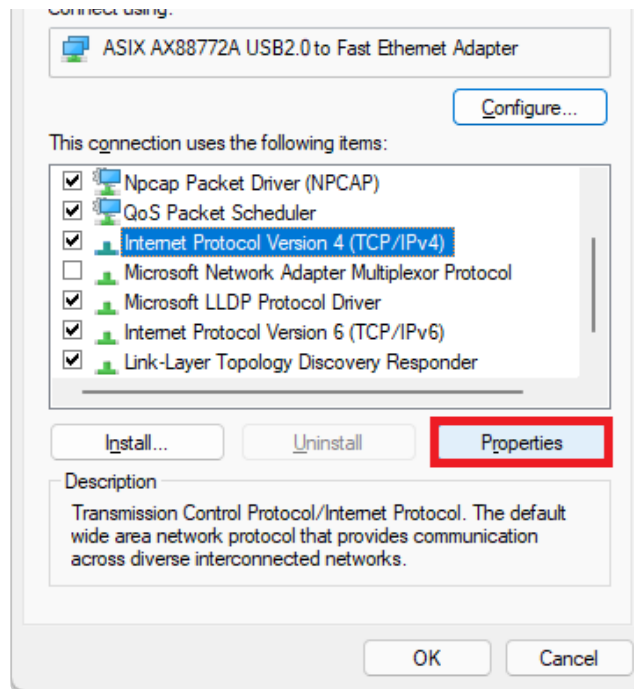 Connect using:
ASIX AX88772A USB2.0 to Fast Ethernet Adapter
Configure...
This connection uses the following items:
Npcap Packet Driver (NPCAP)
QoS Packet Scheduler
Internet Protocol Version 4 (TCP/IPv4)
Microsoft Network Adapter Multiplexor Protocol
Microsoft LLDP Protocol Driver
Internet Protocol Version 6 (TCP/IPv6)
Link-Layer Topology Discovery Responder
Install...
Uninstall
Properties
Description
Transmission Control Protocol/Internet Protocol. The default
wide area network protocol that provides communication
across diverse interconnected networks.
OK
Cancel